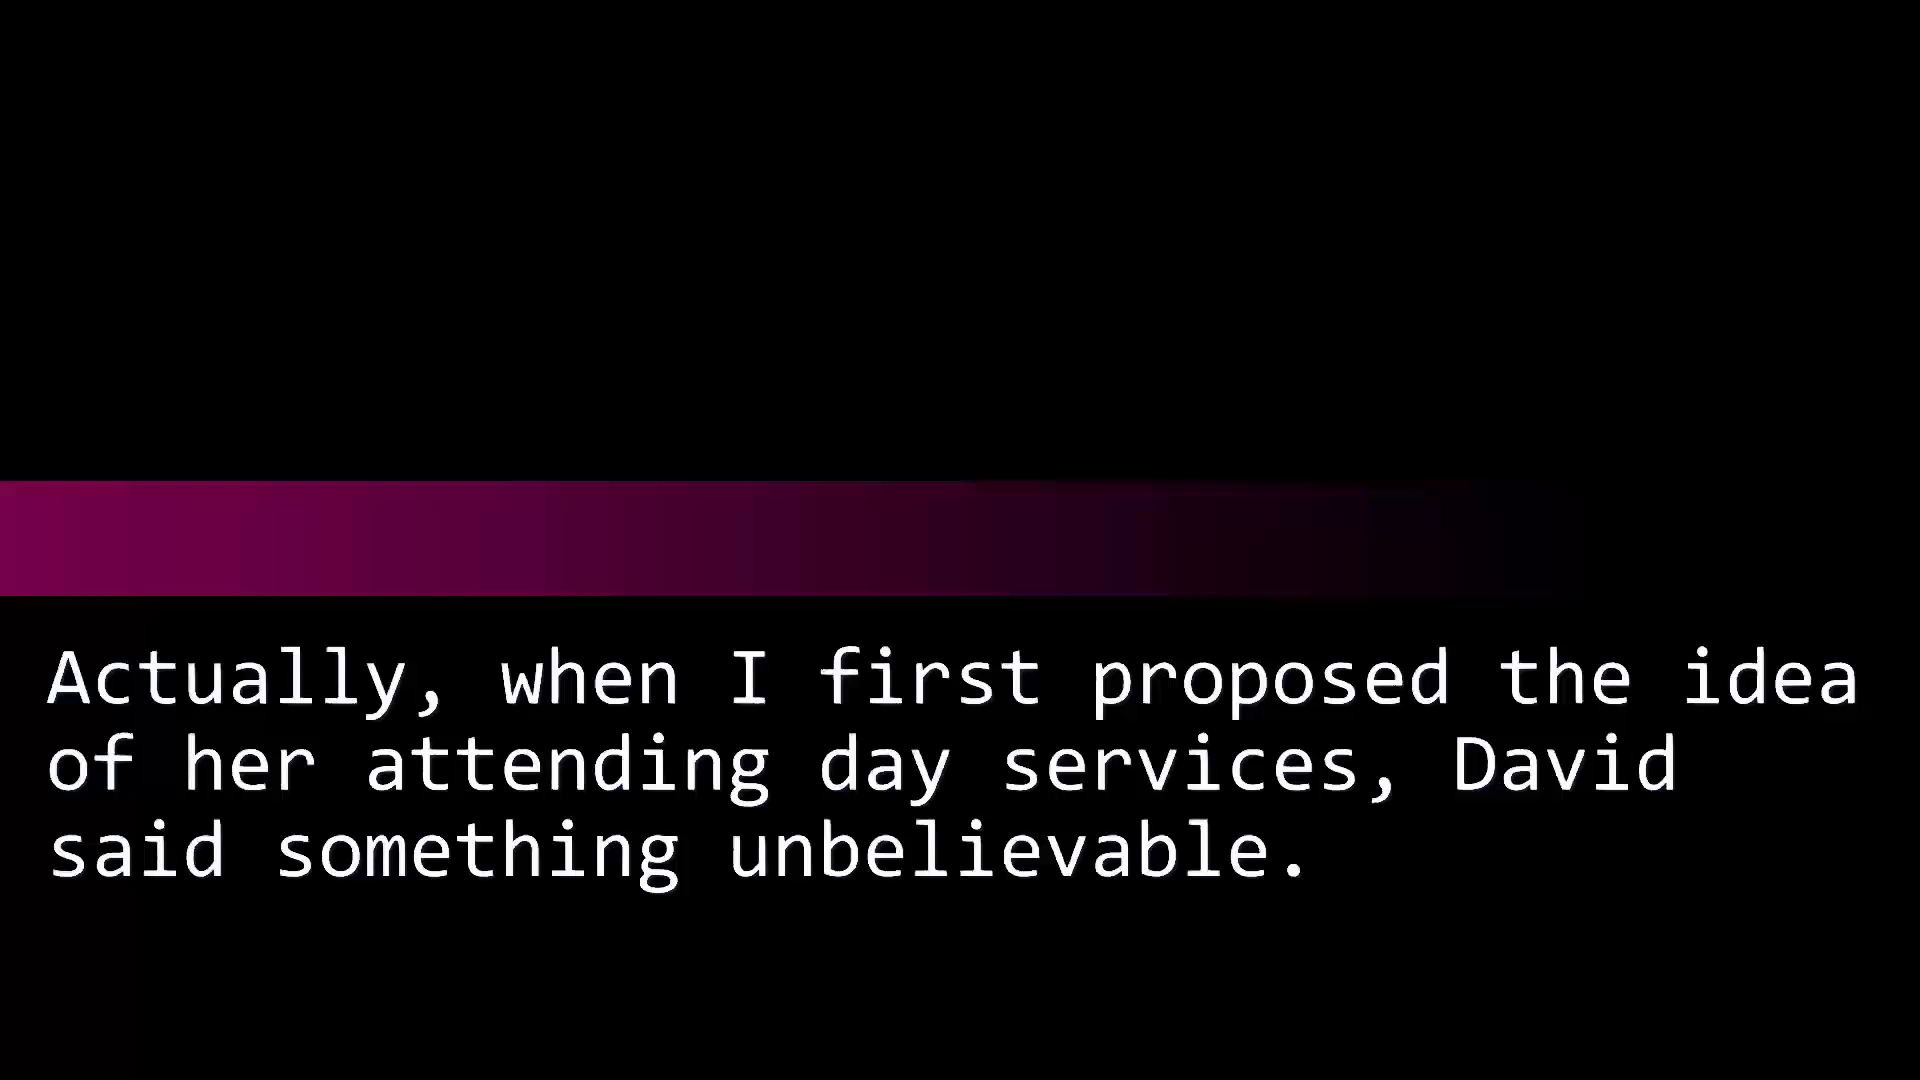 Actually, when I first proposed the idea
of her attending day services, David
said something unbelievable.